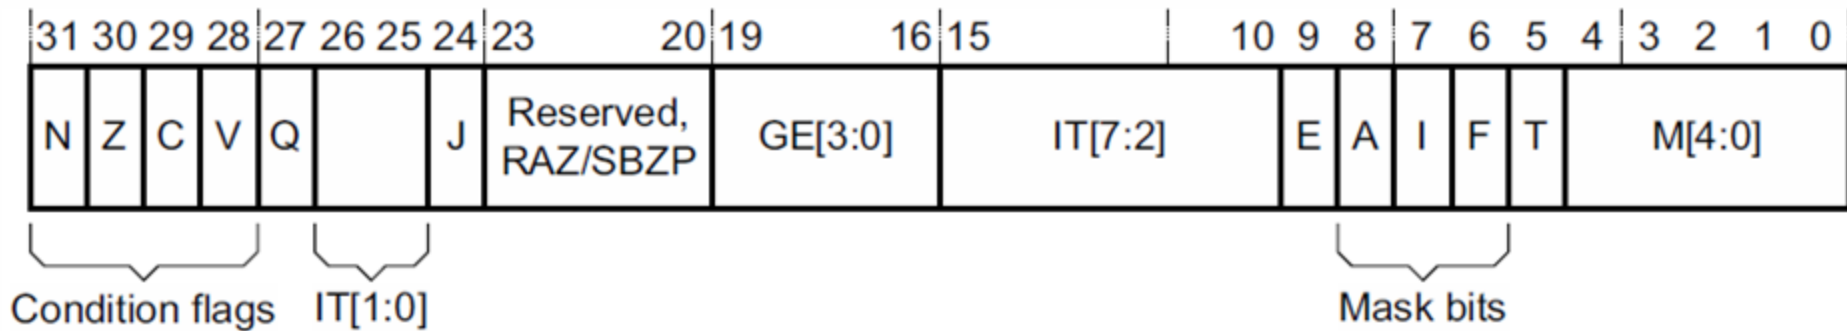 31 30 29 28 27 26 25 24 23 20 19 16 15 10 9 8 7 6 5 4 3 2 1 0
N Z C V Q J Reserved, RAZ/SBZP GE[3:0] IT[7:2] E A I F T M[4:0]
Condition flags IT[1:0] Mask bits